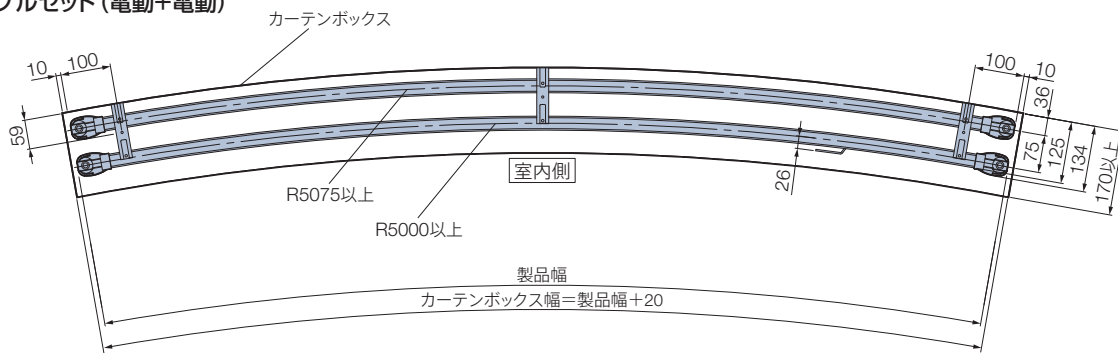 ブルセット(電動+電動)
カーテンボックス
10
100
100
10
36
59
75
125
134
170以上
26
室内側
R5075以上
R5000以上
製品幅
カーテンボックス幅=製品幅+20